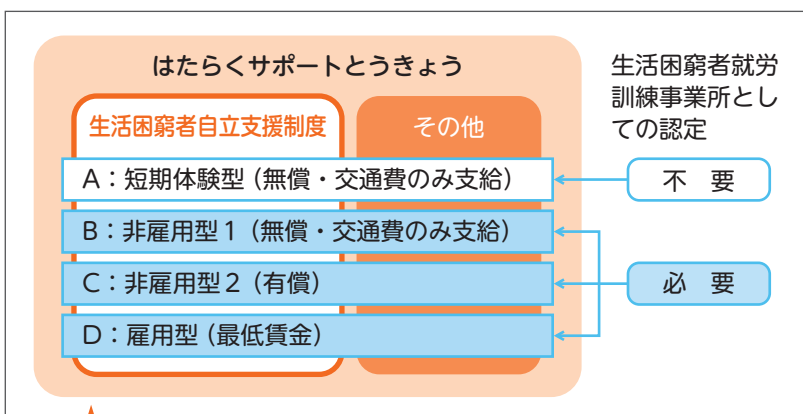 はたらくサポートとうきょう
生活困窮者就労
訓練事業所とし
ての認定
生活困窮者自立支援制度
その他
A：短期体験型（無償・交通費のみ支給）
不 要
B：非雇用型１（無償・交通費のみ支給）
C：非雇用型２（有償）
必 要
D：雇用型（最低賃金）